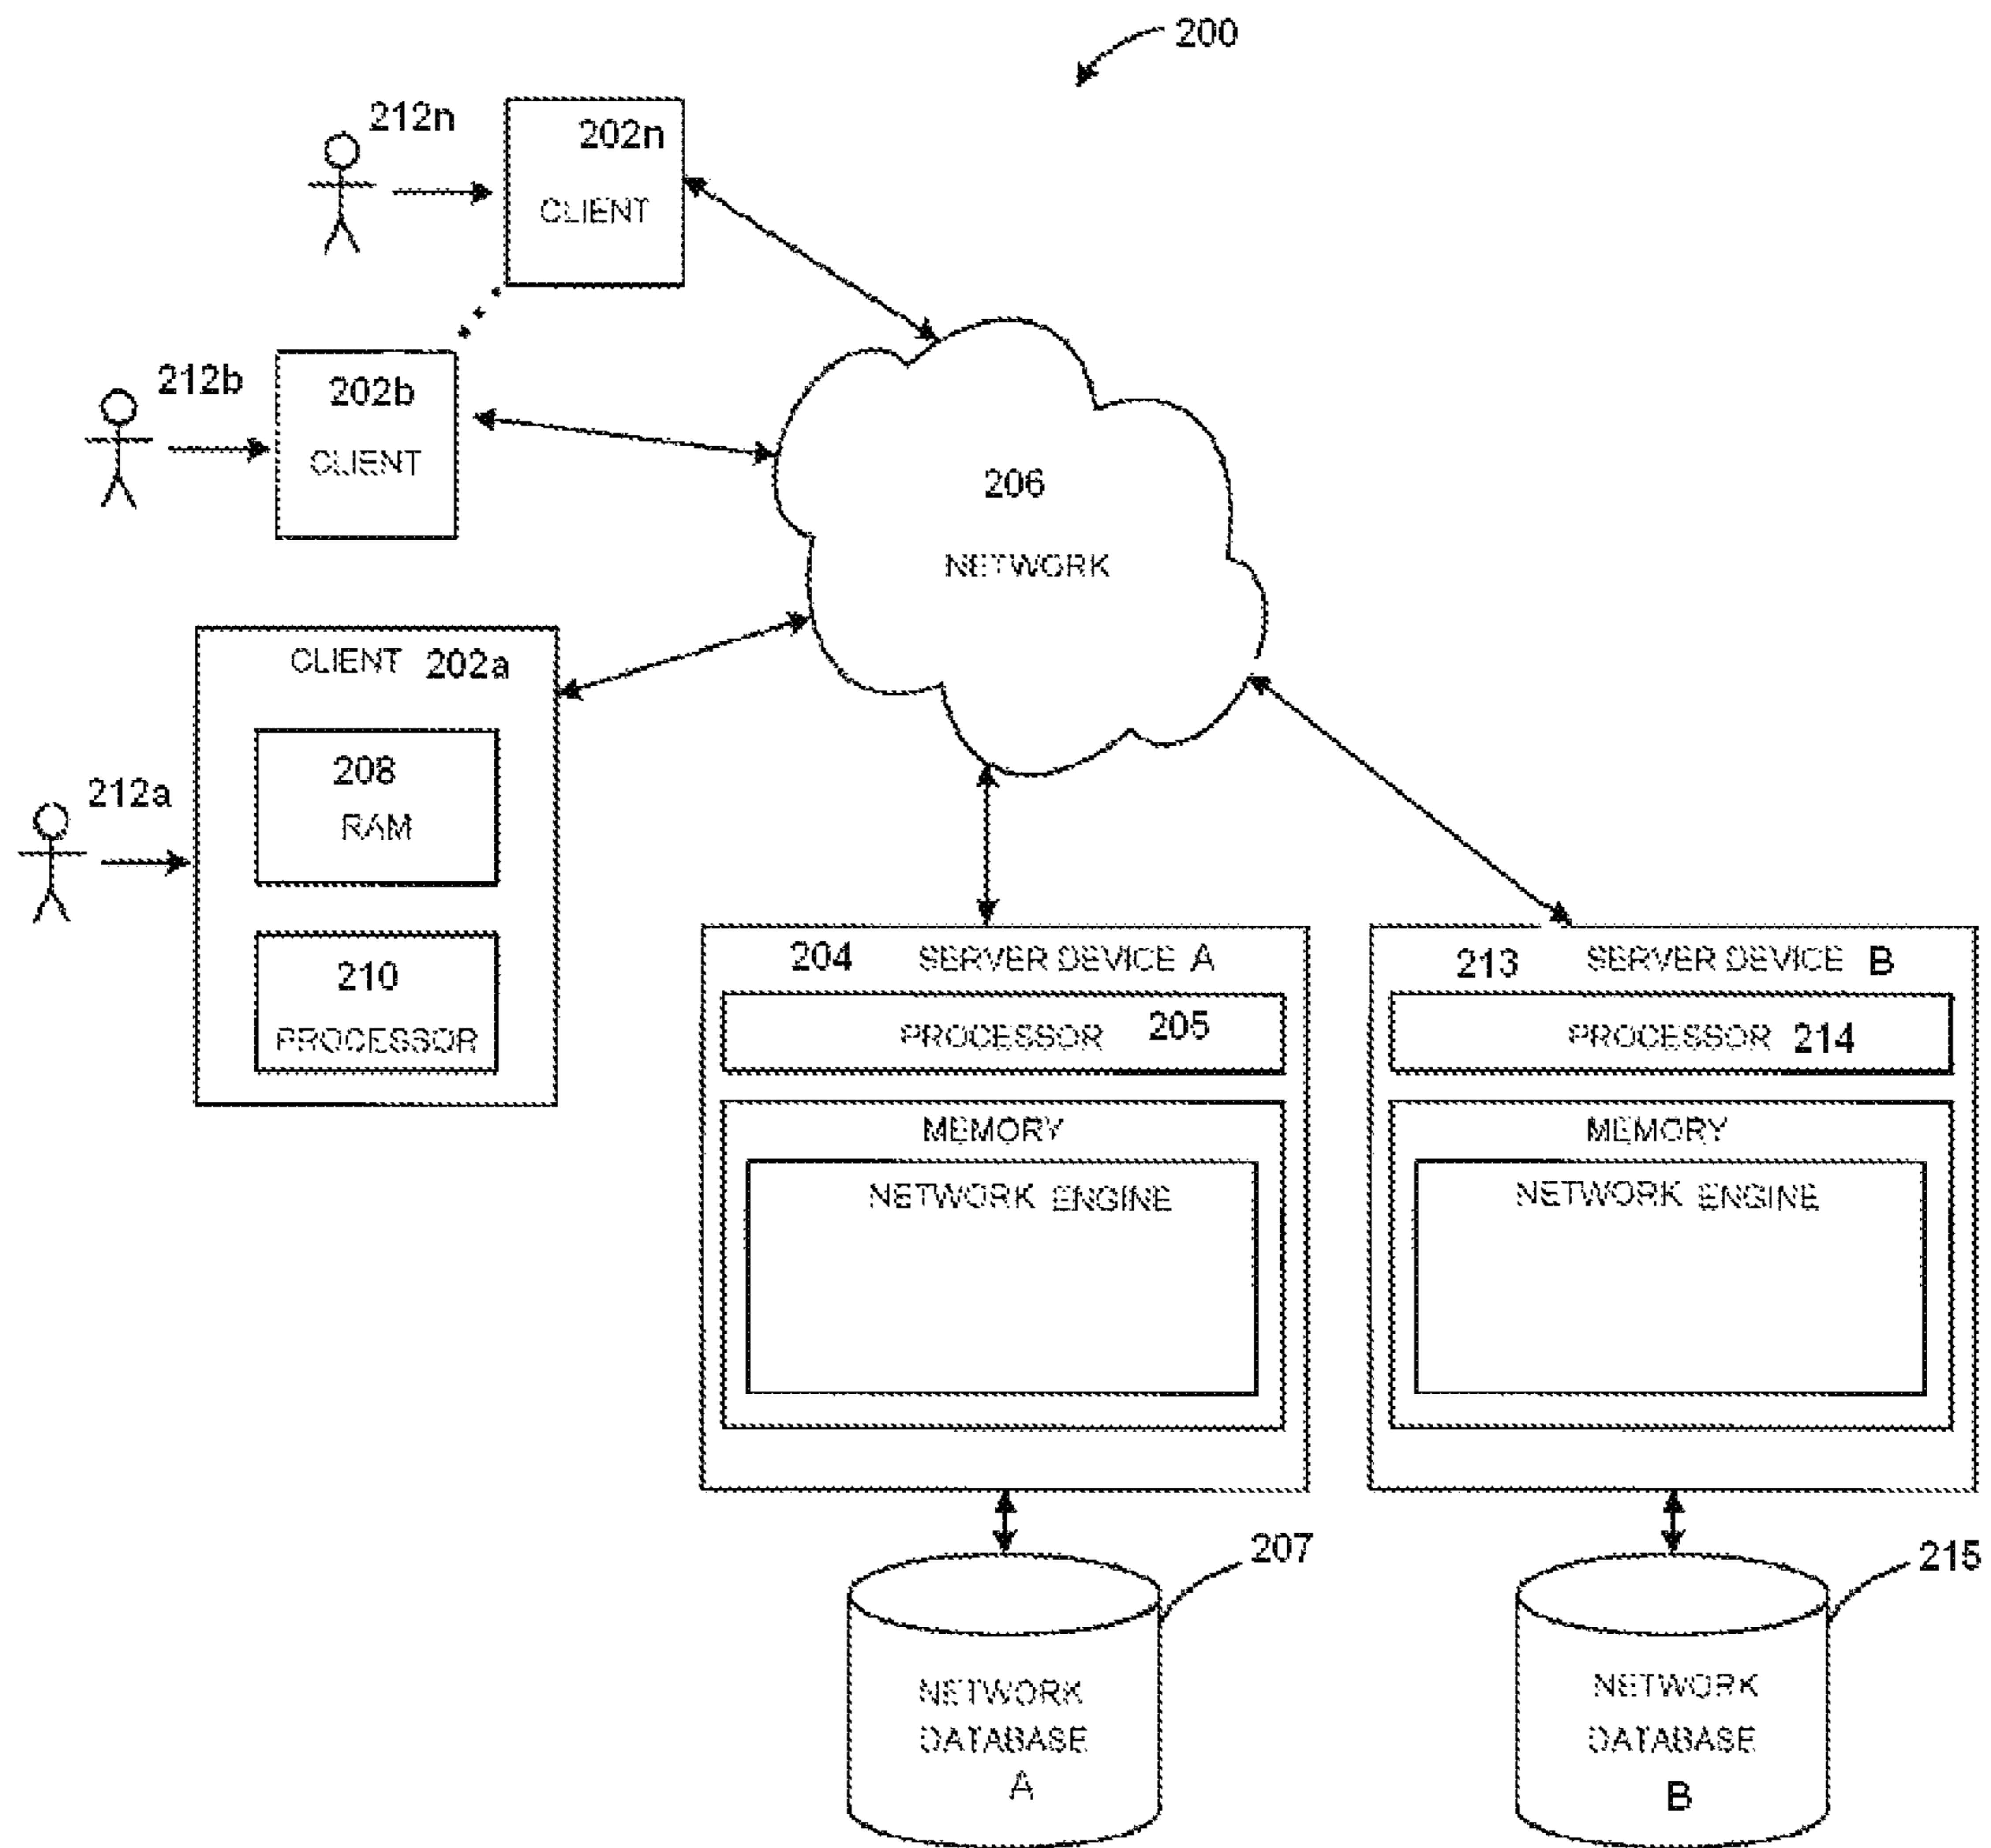 200
212n
202n
CLIENT
212b
202b
CLIENT
206
NETWORK
CLIENT 202a
208
RAM
212a
210
PROCESSOR
204 SERVER DEVICE A
PROCESSOR 205
MEMORY
NETWORK ENGINE
213 SERVER DEVICE B
PROCESSOR 214
MEMORY
NETWORK ENGINE
207
NETWORK
DATABASE
A
215
NETWORK
DATABASE
B